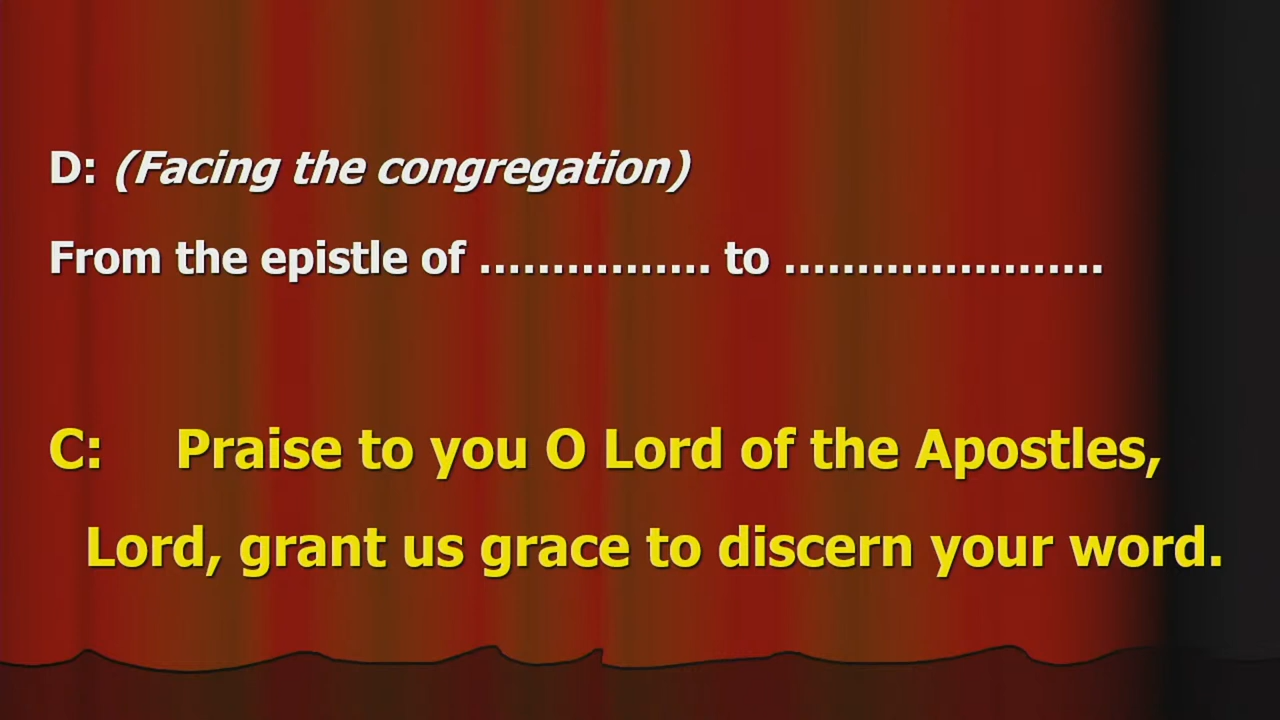 D: (Facing the congregation)
From the epistle of ................ to ......................
C: Praise to you O Lord of the Apostles,
Lord, grant us grace to discern your word.